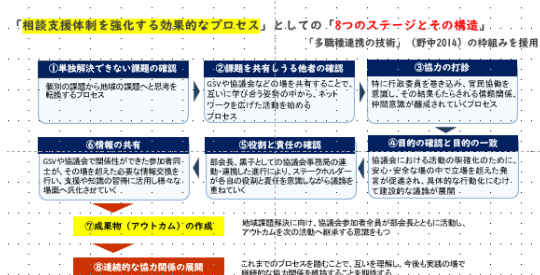 「相談支援体制を強化する効果的なプロセス」としての「8つのステージとその構造」
「多職種連携の技術」（野中2014）の枠組みを援用
①単独解決できない課題の確認
個別の課題から地域の課題へと思考を
転換するプロセス
②課題を共有しうる他者の確認
GSVや協議会などの場を共有することで、
互いに学び合う姿勢の中から、ネット
ワークを広げた活動を始める
プロセス
③協力の打診
特に行政委員を巻き込み、官民協働を
意識し、その結果もたらされる信頼関係、
仲間意識が醸成されていくプロセス
④目的の確認と目的の一致
協議会における活動の明確化のために、
安心・安全な場の中で立場を超えた発
言が促進され、具体的な行動化にむけ
て建設的な議論が展開
⑤役割と責任の確認
部会長、黒子としての協議会事務局の連
動・連携した進行により、ステークホルダー
が各自の役割と責任を意識しながら議論を
重ねていく
⑥情報の共有
GSVや協議会で関係性ができた参加者同
士が、その場を超えた必要な情報交換を
行い、支援や知識の習得に活用し様々な
場面へ汎化させていく
⑦成果物（アウトカム）の作成
地域課題解決に向け、協議会参加者全員が部会長とともに活動し、
アウトカムを次の活動へ継承する意識をもつ
⑧連続的な協力関係の展開
これまでのプロセスを踏むことで、互いを理解し、今後も実践の場で
継続的な協力関係を維持することを期待する